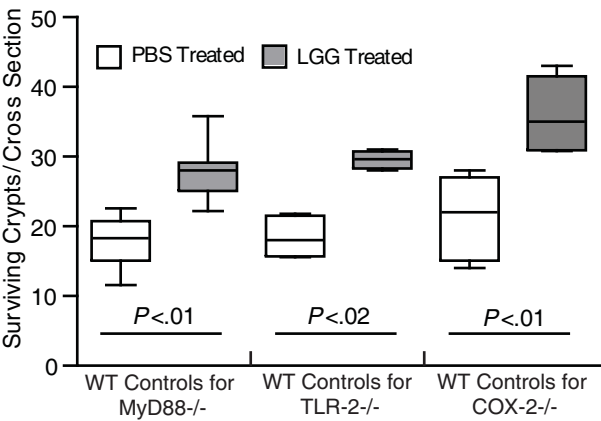 Surviving Crypts/Cross Section
50
40
30
20
10
0
PBS Treated
LGG Treated
P<.01
P<.02
P<.01
WT Controls for
MyD88-/-
WT Controls for
TLR-2-/-
WT Controls for
COX-2-/-